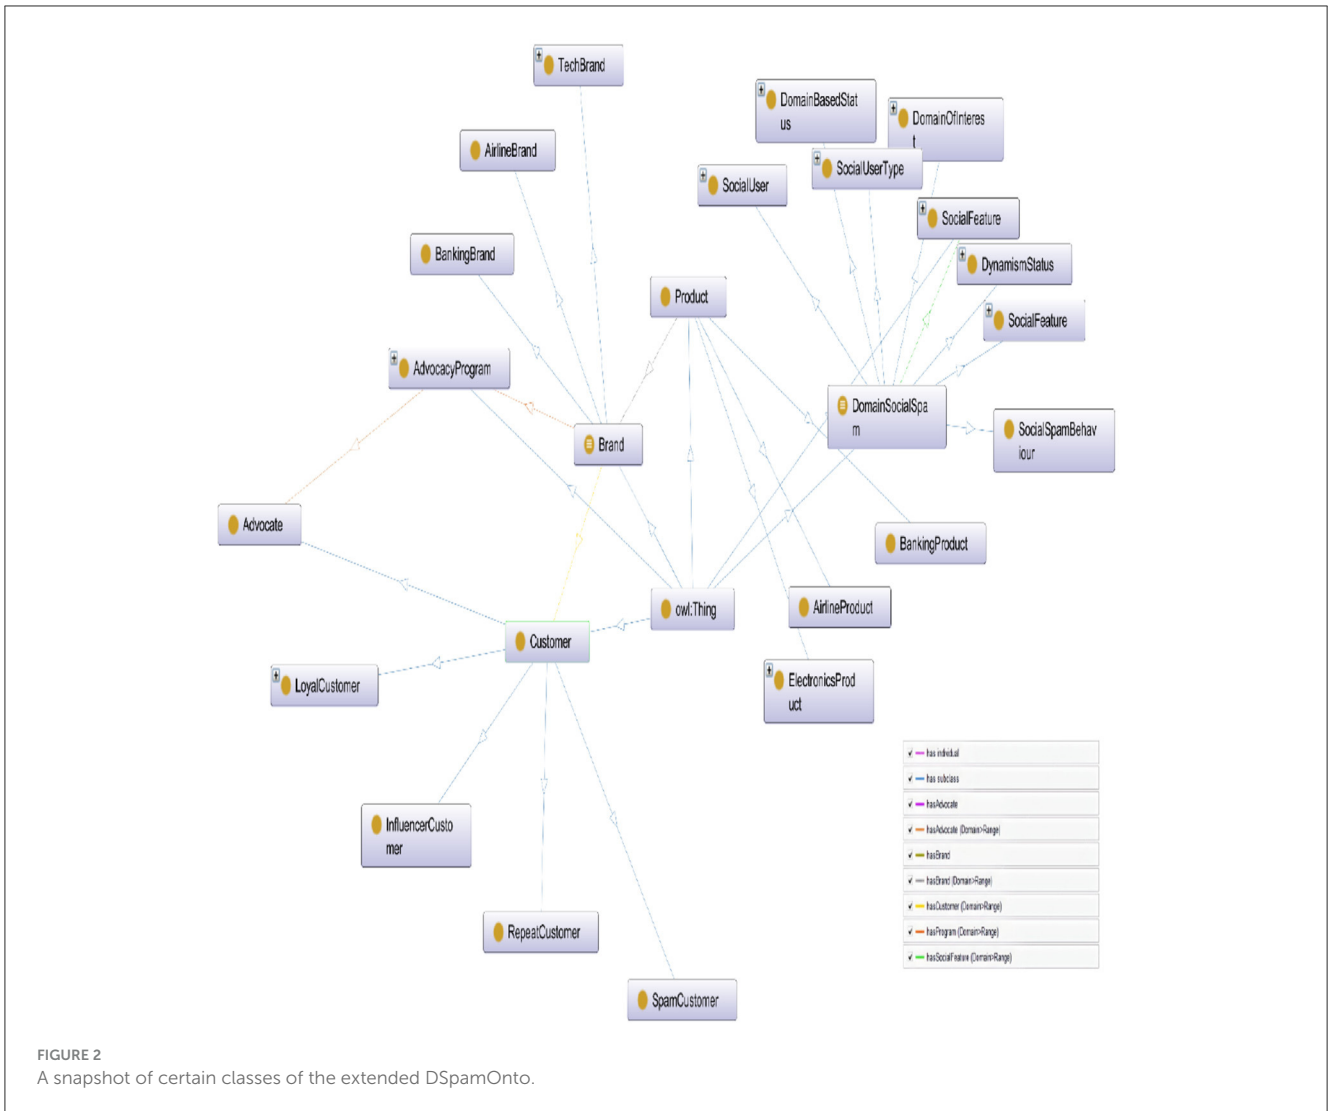 TechBrand
DomainBasedStat
us
DomainOfInteres
t
AirlineBrand
SocialUserType
SocialUser
SocialFeature
BankingBrand
DynamismStatus
Product
SocialFeature
AdvocacyProgram
DomainSocialSpa
m
Brand
SocialSpamBehav
iour
Advocate
BankingProduct
owl:Thing
AirlineProduct
Customer
LoyalCustomer
ElectronicsProd
uct
has individual
has subclass
hasAdvocate
hasAdvocate (Domain>Range)
hasBrand
hasBrand (Domain>Range)
hasCustomer (Domain>Range)
hasProgram (Domain>Range)
hasSocialFeature (Domain>Range)
InfluencerCusto
mer
RepeatCustomer
SpamCustomer
FIGURE 2
A snapshot of certain classes of the extended DSpamOnto.